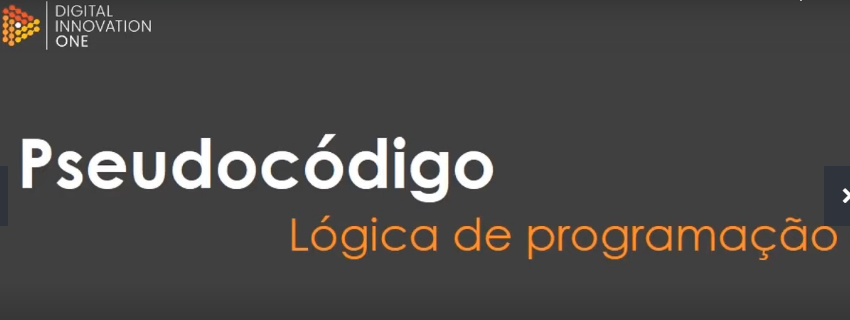 DIGITAL
INNOVATION
ONE
Pseudocódigo
Lógica de programação